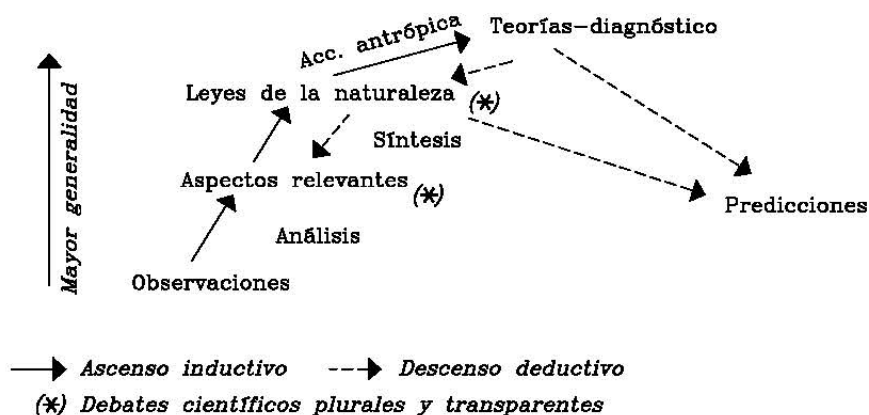 Teorías-diagnóstico
Acc. antrópica
Leyes de la naturaleza (*)
Síntesis
Aspectos relevantes (*)
Predicciones
Análisis
Observaciones
Mayor generalidad
Ascenso inductivo
Descenso deductivo
(*) Debates científicos plurales y transparentes